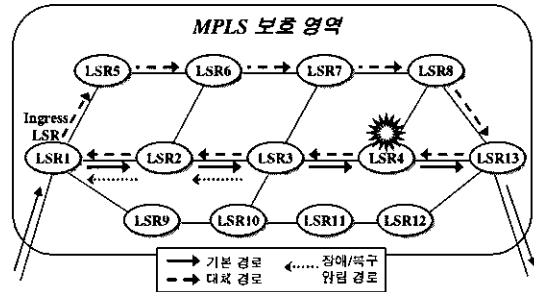 MPLS 보호 영역
LSR5 LSR6 LSR7 LSR8
Ingress
LSR
LSR1 LSR2 LSR3 LSR4 LSR13
LSR9 LSR10 LSR11 LSR12
기본 경로
대체 경로
장애/복구
알림 경로